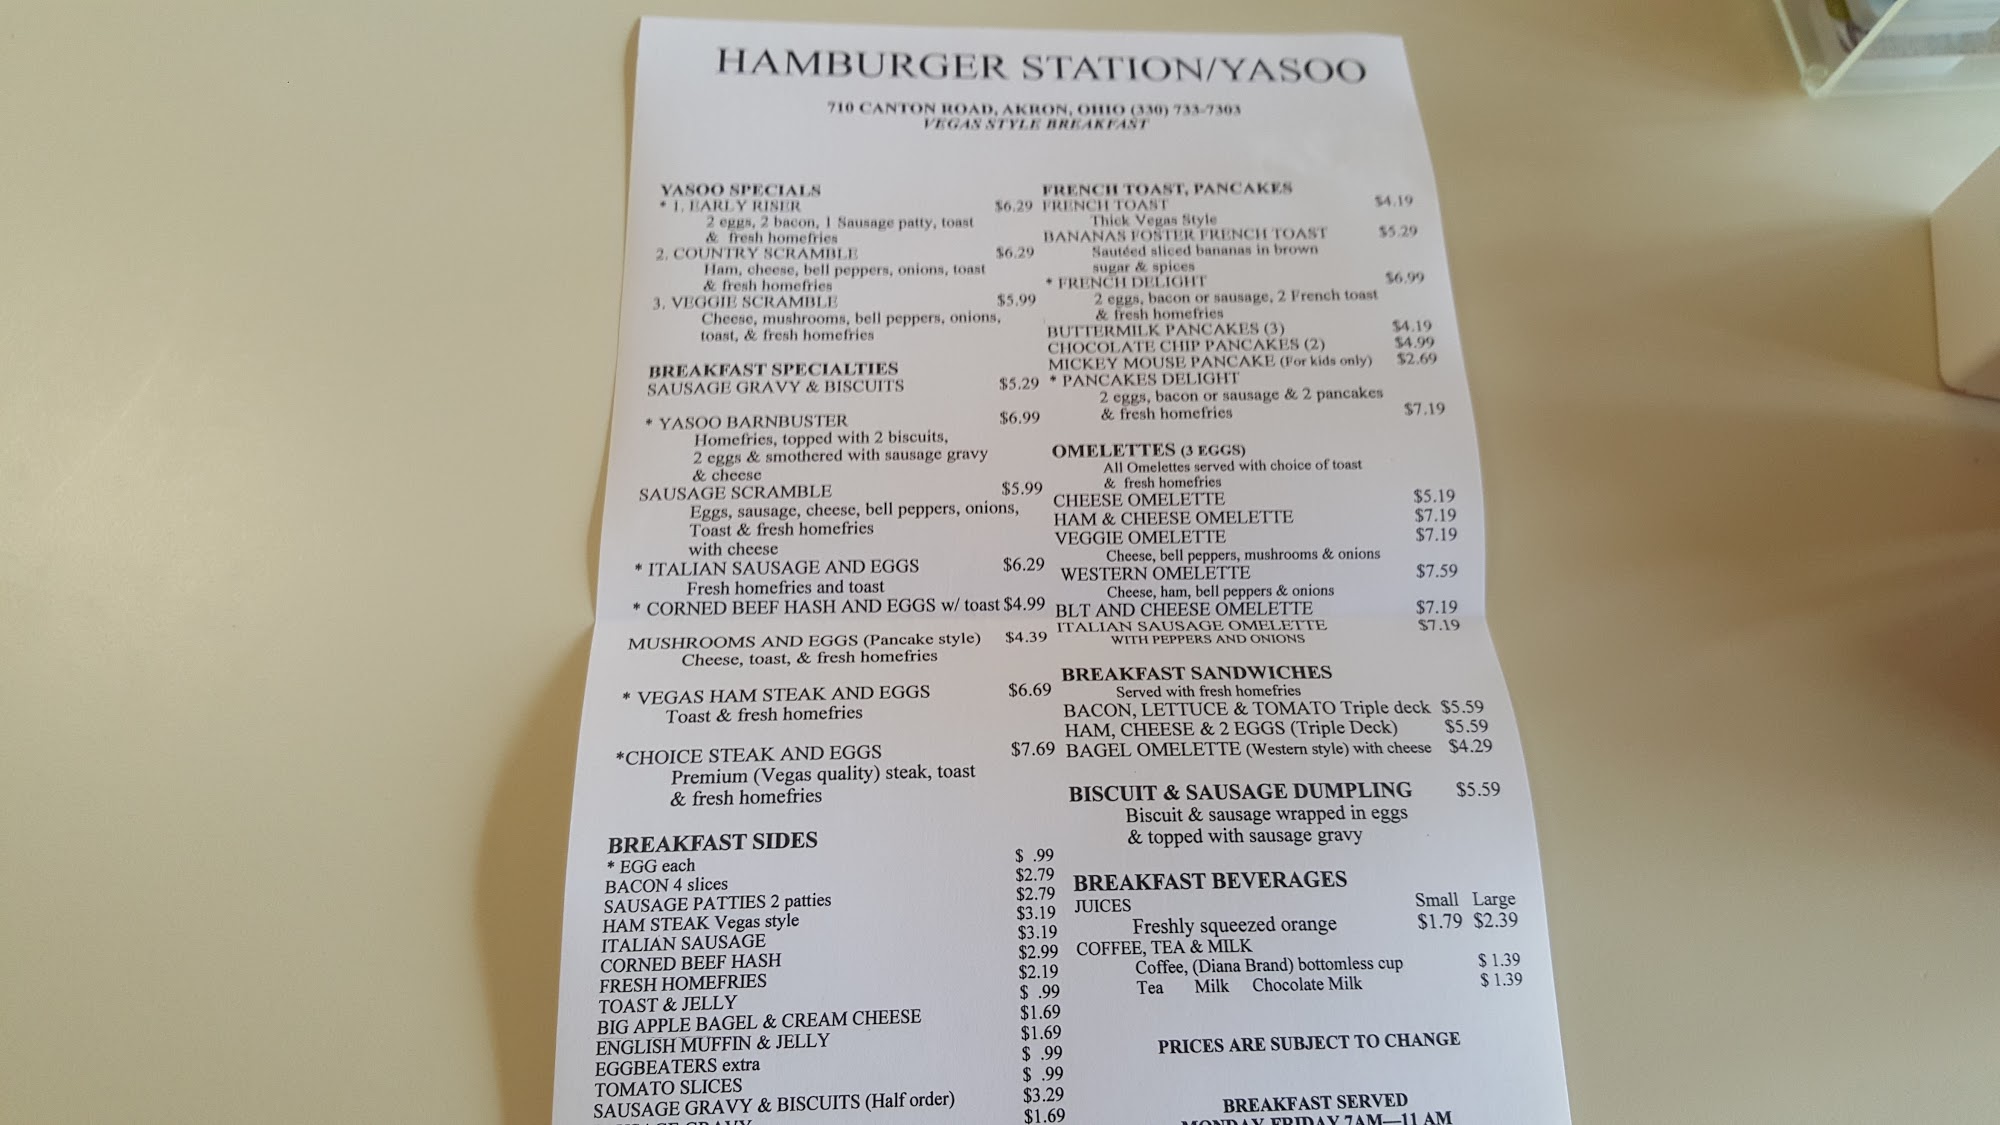 HAMBURGER STATION/YASOO
710 CANTON ROAD, AKRON, OHIO (330) 733-7303
VEGAS STYLE BREAKFAST
YASOO SPECIALS
* 1. EARLY RISER $6.29
2 eggs, 2 bacon, 1 Sausage patty, toast
& fresh homefries
2. COUNTRY SCRAMBLE $6.29
Ham, cheese, bell peppers, onions, toast
& fresh homefries
3. VEGGIE SCRAMBLE $5.99
Cheese, mushrooms, bell peppers, onions,
toast, & fresh homefries
BREAKFAST SPECIALTIES
SAUSAGE GRAVY & BISCUITS $5.29
* YASOO BARNBUSTER $6.99
Homefries, topped with 2 biscuits,
2 eggs & smothered with sausage gravy
& cheese
SAUSAGE SCRAMBLE $5.99
Eggs, sausage, cheese, bell peppers, onions,
Toast & fresh homefries
with cheese
* ITALIAN SAUSAGE AND EGGS $6.29
Fresh homefries and toast
* CORNED BEEF HASH AND EGGS w/ toast $4.99
MUSHROOMS AND EGGS (Pancake style) $4.39
Cheese, toast, & fresh homefries
* VEGAS HAM STEAK AND EGGS $6.69
Toast & fresh homefries
*CHOICE STEAK AND EGGS $7.69
Premium (Vegas quality) steak, toast
& fresh homefries
BREAKFAST SIDES
* EGG each $ .99
BACON 4 slices $2.79
SAUSAGE PATTIES 2 patties $2.79
HAM STEAK Vegas style $3.19
ITALIAN SAUSAGE $3.19
CORNED BEEF HASH $2.99
FRESH HOMEFRIES $2.19
TOAST & JELLY $ .99
BIG APPLE BAGEL & CREAM CHEESE $1.69
ENGLISH MUFFIN & JELLY $1.69
EGGBEATERS extra $ .99
TOMATO SLICES $ .99
SAUSAGE GRAVY & BISCUITS (Half order) $3.29
$1.69
FRENCH TOAST, PANCAKES
FRENCH TOAST $4.19
Thick Vegas Style
BANANAS FOSTER FRENCH TOAST $5.29
Sautéed sliced bananas in brown
sugar & spices
* FRENCH DELIGHT $6.99
2 eggs, bacon or sausage, 2 French toast
& fresh homefries
BUTTERMILK PANCAKES (3) $4.19
CHOCOLATE CHIP PANCAKES (2) $4.99
MICKEY MOUSE PANCAKE (For kids only) $2.69
* PANCAKES DELIGHT
2 eggs, bacon or sausage & 2 pancakes
& fresh homefries $7.19
OMELETTES (3 EGGS)
All Omelettes served with choice of toast
& fresh homefries
CHEESE OMELETTE $5.19
HAM & CHEESE OMELETTE $7.19
VEGGIE OMELETTE $7.19
Cheese, bell peppers, mushrooms & onions
WESTERN OMELETTE $7.59
Cheese, ham, bell peppers & onions
BLT AND CHEESE OMELETTE $7.19
ITALIAN SAUSAGE OMELETTE $7.19
WITH PEPPERS AND ONIONS
BREAKFAST SANDWICHES
Served with fresh homefries
BACON, LETTUCE & TOMATO Triple deck $5.59
HAM, CHEESE & 2 EGGS (Triple Deck) $5.59
BAGEL OMELETTE (Western style) with cheese $4.29
BISCUIT & SAUSAGE DUMPLING $5.59
Biscuit & sausage wrapped in eggs
& topped with sausage gravy
BREAKFAST BEVERAGES
JUICES Small Large
Freshly squeezed orange $1.79 $2.39
COFFEE, TEA & MILK
Coffee, (Diana Brand) bottomless cup $ 1.39
Tea Milk Chocolate Milk $ 1.39
PRICES ARE SUBJECT TO CHANGE
BREAKFAST SERVED
MONDAY FRIDAY 7AM—11 AM